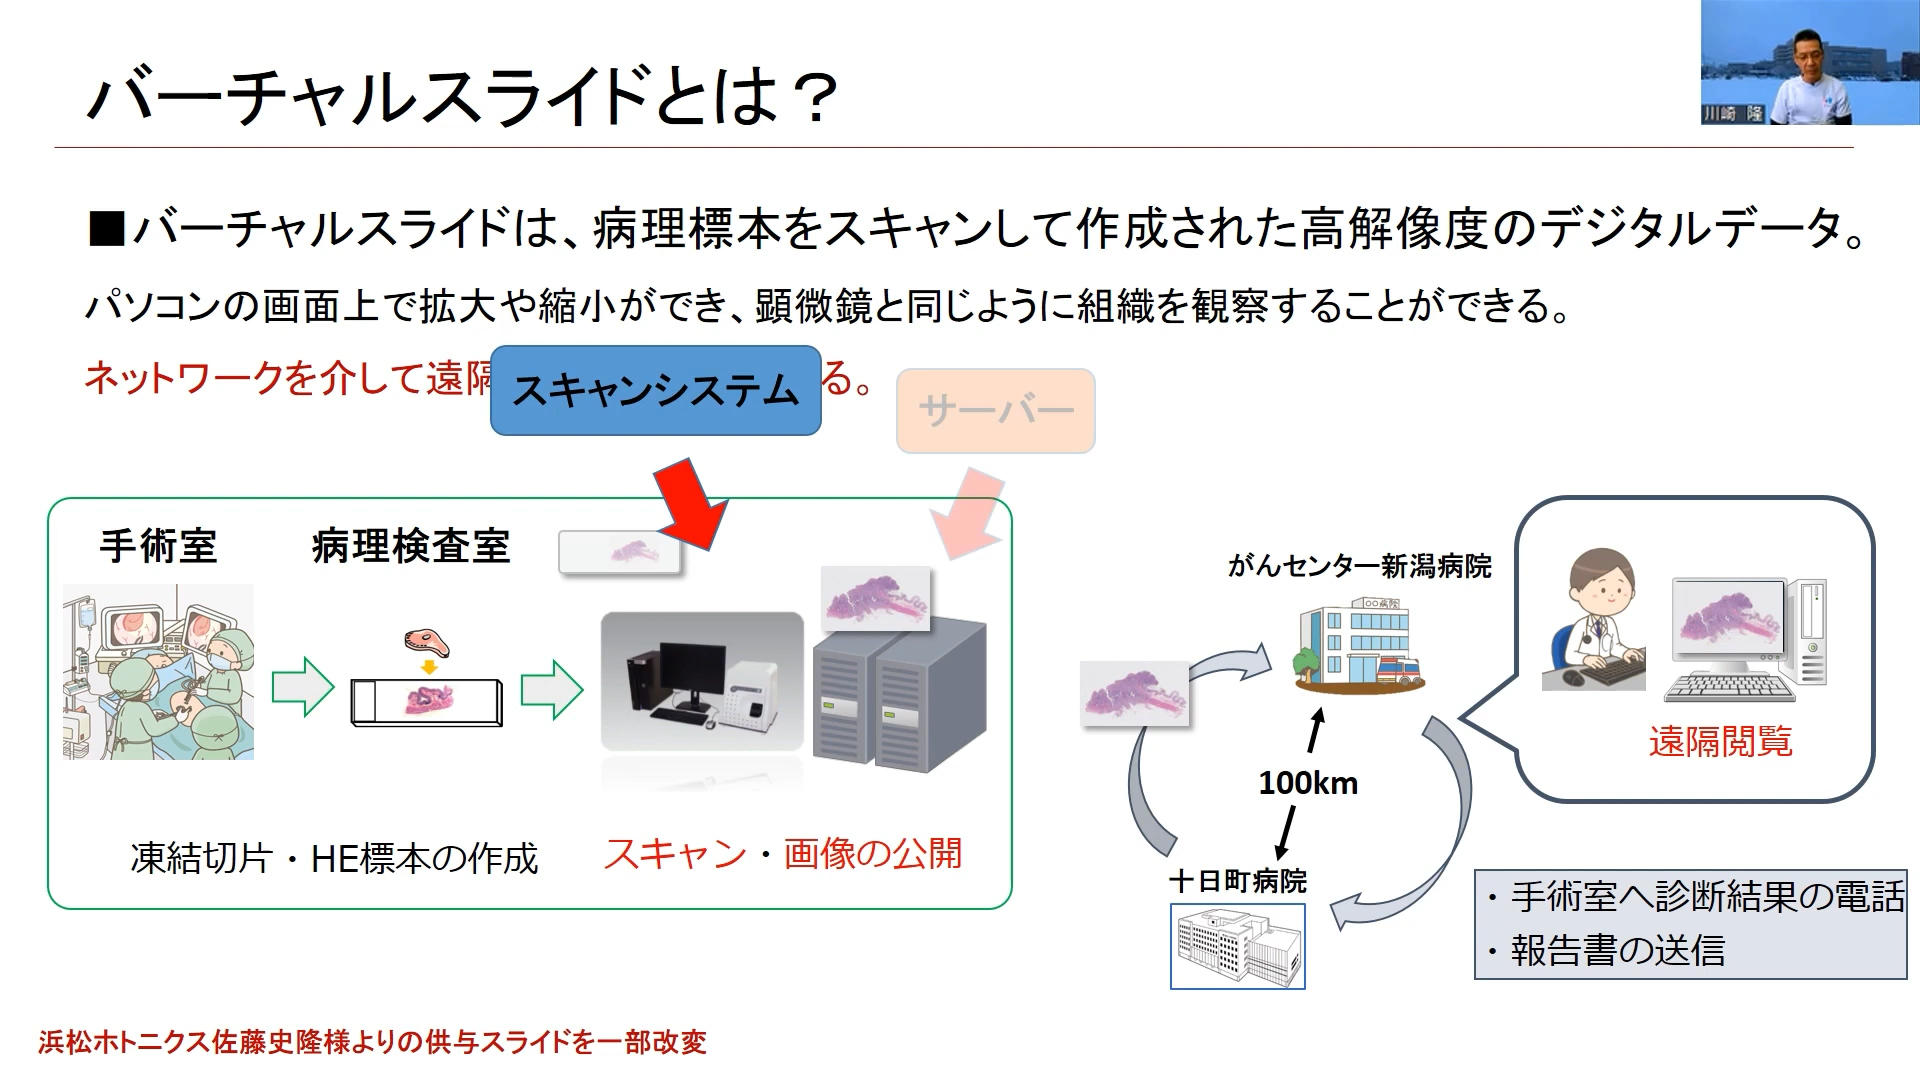 バーチャルスライドとは？
川崎 隆
■バーチャルスライドは、病理標本をスキャンして作成された高解像度のデジタルデータ。
パソコンの画面上で拡大や縮小ができ、顕微鏡と同じように組織を観察することができる。
ネットワークを介して遠隔
る。
スキャンシステム
サーバー
手術室
病理検査室
凍結切片・HE標本の作成
スキャン・画像の公開
がんセンター新潟病院
○○病院
100km
十日町病院
遠隔閲覧
・手術室へ診断結果の電話
・報告書の送信
浜松ホトニクス佐藤史隆様よりの供与スライドを一部改変